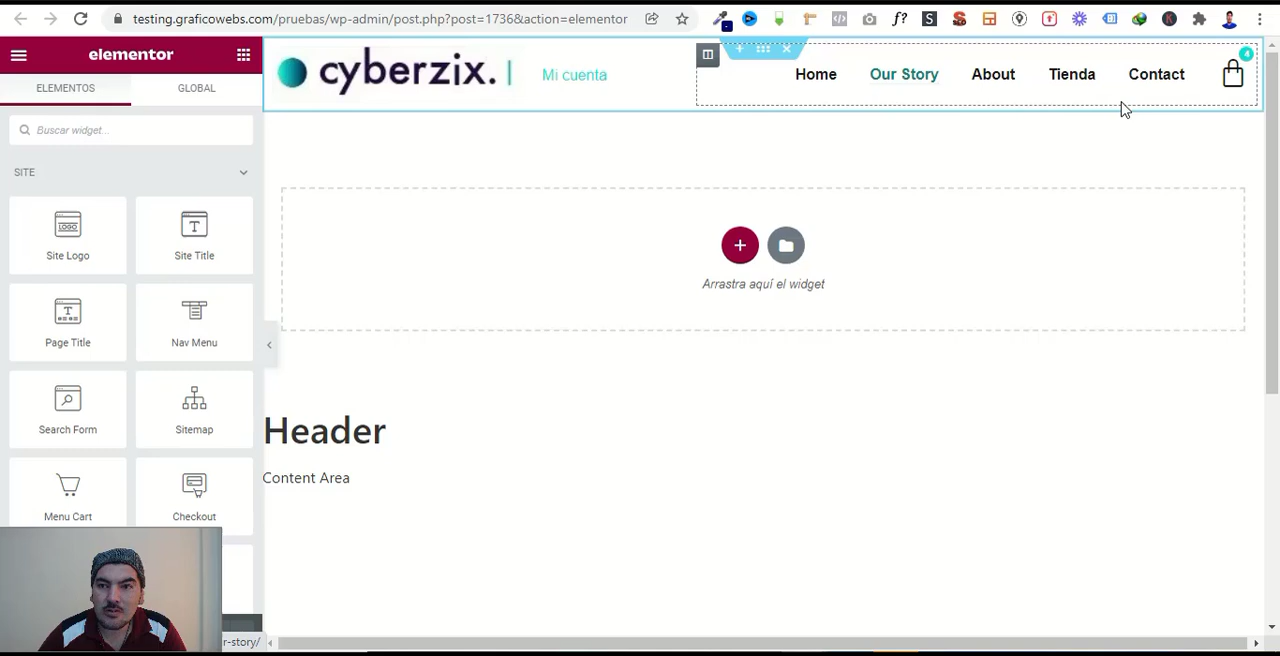 testing.graficowebs.com/pruebas/wp-admin/post.php?post=1736&action=elementor
f?
S
K
elementor
ELEMENTOS
GLOBAL
Buscar widget...
SITE
LOGO
Site Logo
T
Site Title
T
Page Title
Nav Menu
Search Form
Sitemap
Menu Cart
Checkout
cyberzix. |
Mi cuenta
Home
Our Story
About
Tienda
Contact
4
Arrastra aquí el widget
Header
Content Area
r-story/